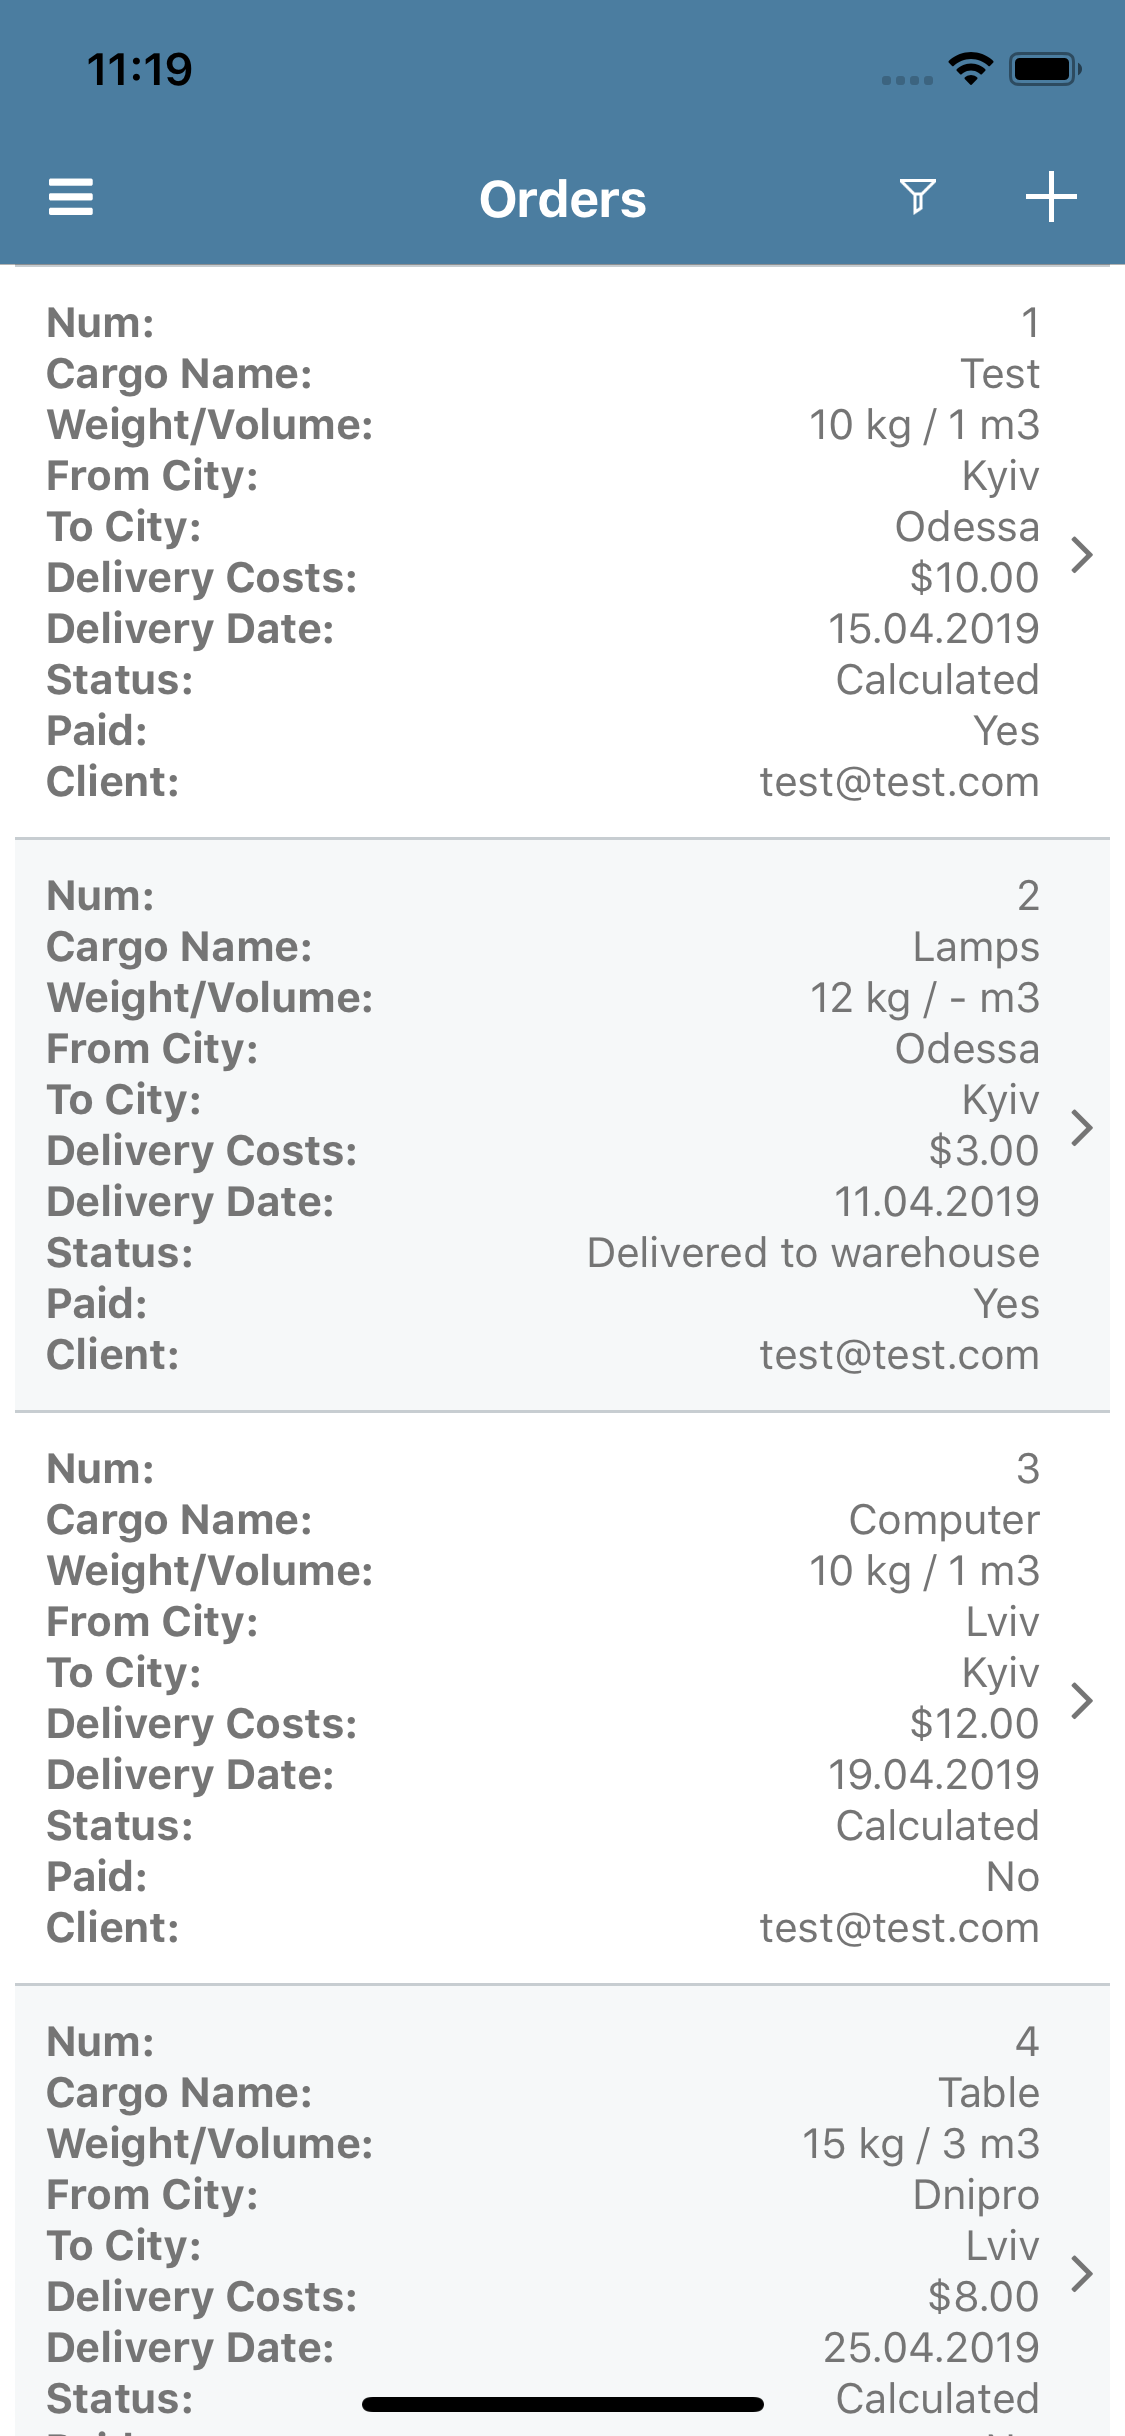 11:19
Orders
Num: 1
Cargo Name: Test
Weight/Volume: 10 kg / 1 m3
From City: Kyiv
To City: Odessa
Delivery Costs: $10.00
Delivery Date: 15.04.2019
Status: Calculated
Paid: Yes
Client: test@test.com
Num: 2
Cargo Name: Lamps
Weight/Volume: 12 kg / - m3
From City: Odessa
To City: Kyiv
Delivery Costs: $3.00
Delivery Date: 11.04.2019
Status: Delivered to warehouse
Paid: Yes
Client: test@test.com
Num: 3
Cargo Name: Computer
Weight/Volume: 10 kg / 1 m3
From City: Lviv
To City: Kyiv
Delivery Costs: $12.00
Delivery Date: 19.04.2019
Status: Calculated
Paid: No
Client: test@test.com
Num: 4
Cargo Name: Table
Weight/Volume: 15 kg / 3 m3
From City: Dnipro
To City: Lviv
Delivery Costs: $8.00
Delivery Date: 25.04.2019
Status: Calculated